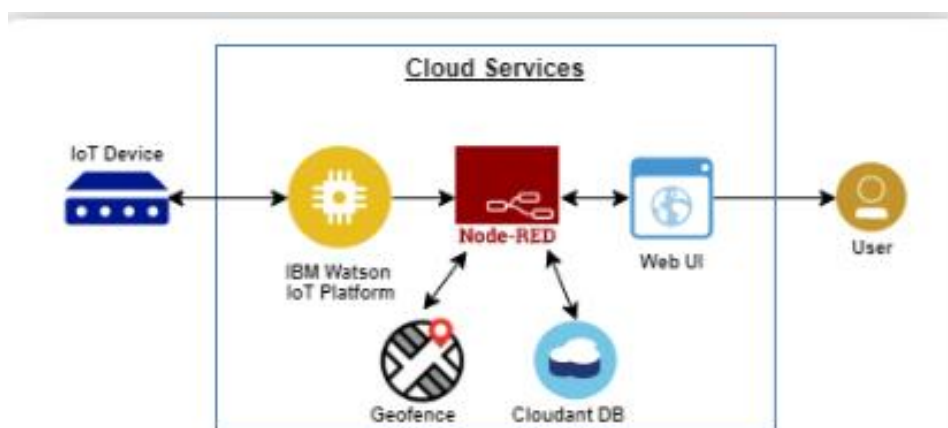 Cloud Services
IoT Device
Node-RED
IBM Watson
IoT Platform
Web UI
User
Geofence
Cloudant DB